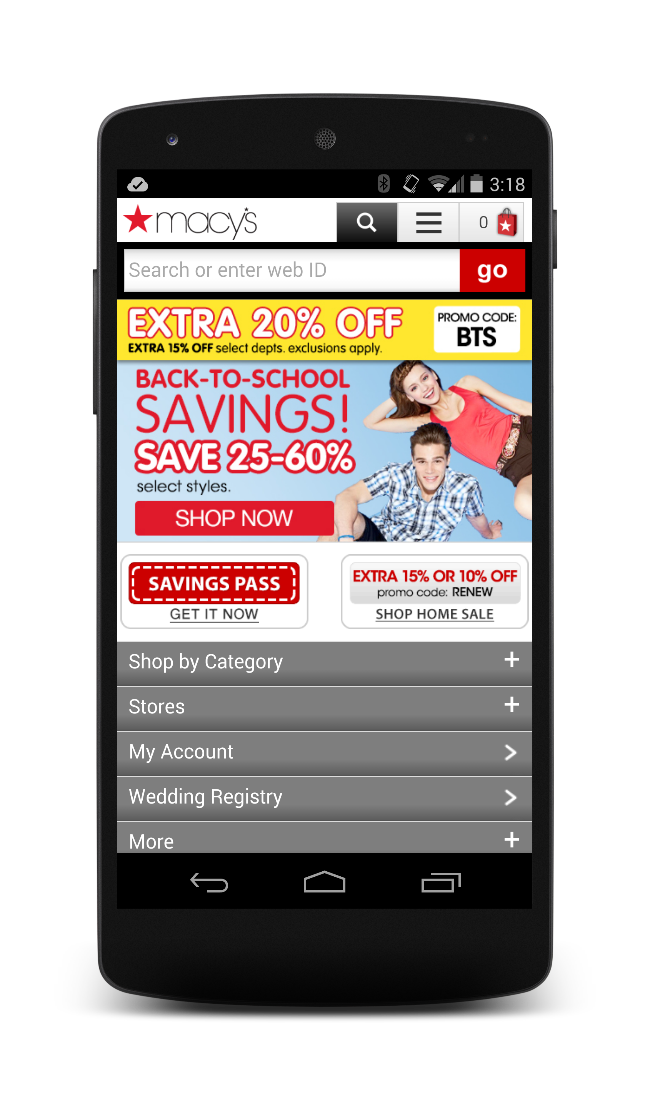 3:18
macy's
0
Search or enter web ID
go
EXTRA 20% OFF
EXTRA 15% OFF select depts. exclusions apply.
PROMO CODE:
BTS
BACK-TO-SCHOOL
SAVINGS!
SAVE 25-60%
select styles.
SHOP NOW
SAVINGS PASS
GET IT NOW
EXTRA 15% OR 10% OFF
promo code: RENEW
SHOP HOME SALE
Shop by Category
Stores
My Account
Wedding Registry
More